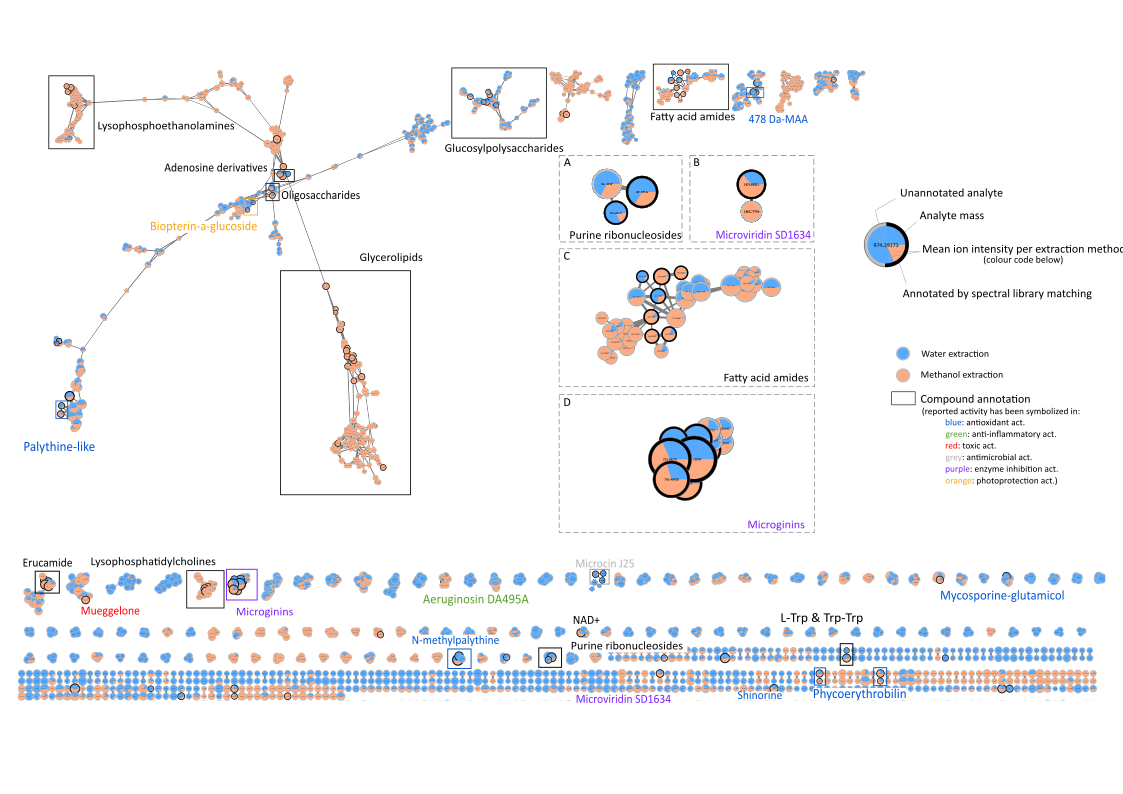 Lysophosphoethanolamines
Adenosine derivatives
Oligosaccharides
Biopterin-a-glucoside
Glycerolipids
Palythine-like
Glucosylpolysaccharides
Fatty acid amides
478 Da-MAA
A
Purine ribonucleosides
B
Microviridin SD1634
C
Fatty acid amides
D
Microginins
Unannotated analyte
Analyte mass
974.29173
Mean ion intensity per extraction method
(colour code below)
Annotated by spectral library matching
Water extraction
Methanol extraction
Compound annotation
(reported activity has been symbolized in:
blue: antioxidant act.
green: anti-inflammatory act.
red: toxic act.
grey: antimicrobial act.
purple: enzyme inhibition act.
orange: photoprotection act.)
Erucamide
Lysophosphatidylcholines
Microcin J25
Mueggelone
Microginins
Aeruginosin DA495A
Mycosporine-glutamicol
NAD+
L-Trp & Trp-Trp
N-methylpalythine
Purine ribonucleosides
Microviridin SD1634
Shinorine
Phycoerythrobilin